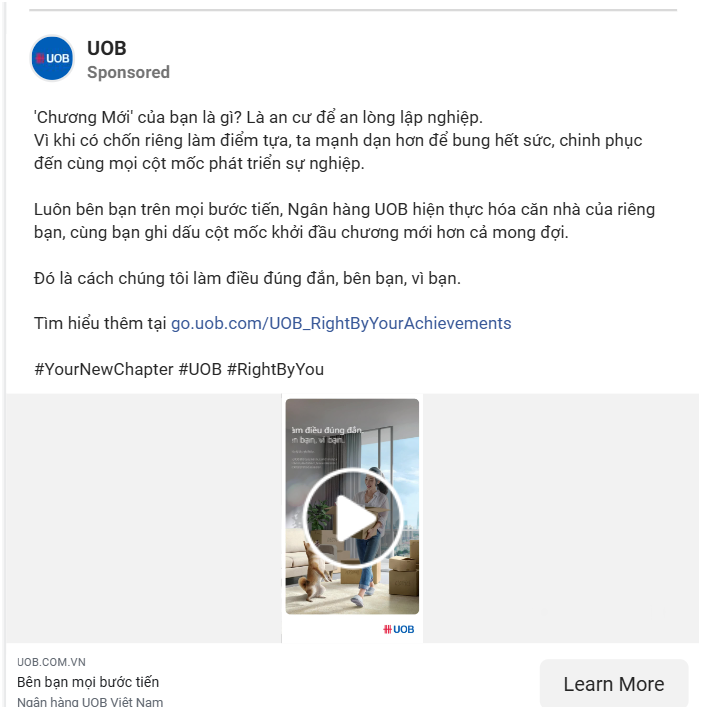 UOB
UOB
Sponsored
'Chương Mới' của bạn là gì? Là an cư để an lòng lập nghiệp.
Vì khi có chốn riêng làm điểm tựa, ta mạnh dạn hơn để bung hết sức, chinh phục
đến cùng mọi cột mốc phát triển sự nghiệp.
Luôn bên bạn trên mọi bước tiến, Ngân hàng UOB hiện thực hóa căn nhà của riêng
bạn, cùng bạn ghi dấu cột mốc khởi đầu chương mới hơn cả mong đợi.
Đó là cách chúng tôi làm điều đúng đắn, bên bạn, vì bạn.
Tìm hiểu thêm tại go.uob.com/UOB_RightByYourAchievements
#YourNewChapter #UOB #RightByYou
làm điều đúng đắn,
bạn, vì bạn.
UOB
UOB.COM.VN
Bên bạn mọi bước tiến
Ngân hàng UOB Việt Nam
Learn More